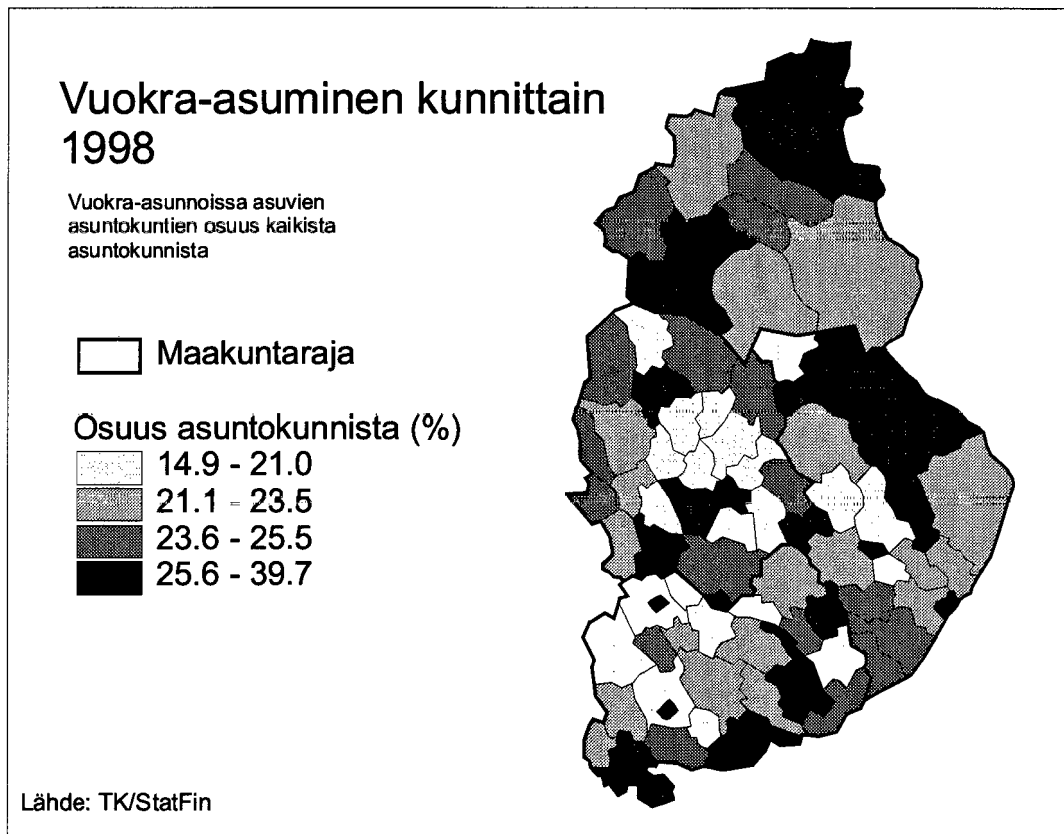 Vuokra-asuminen kunnittain
1998
Vuokra-asunnoissa asuvien
asuntokuntien osuus kaikista
asuntokunnista
Maakuntaraja
Osuus asuntokunnista (%)
14.9 - 21.0
21.1 - 23.5
23.6 - 25.5
25.6 - 39.7
Lähde: TK/StatFin